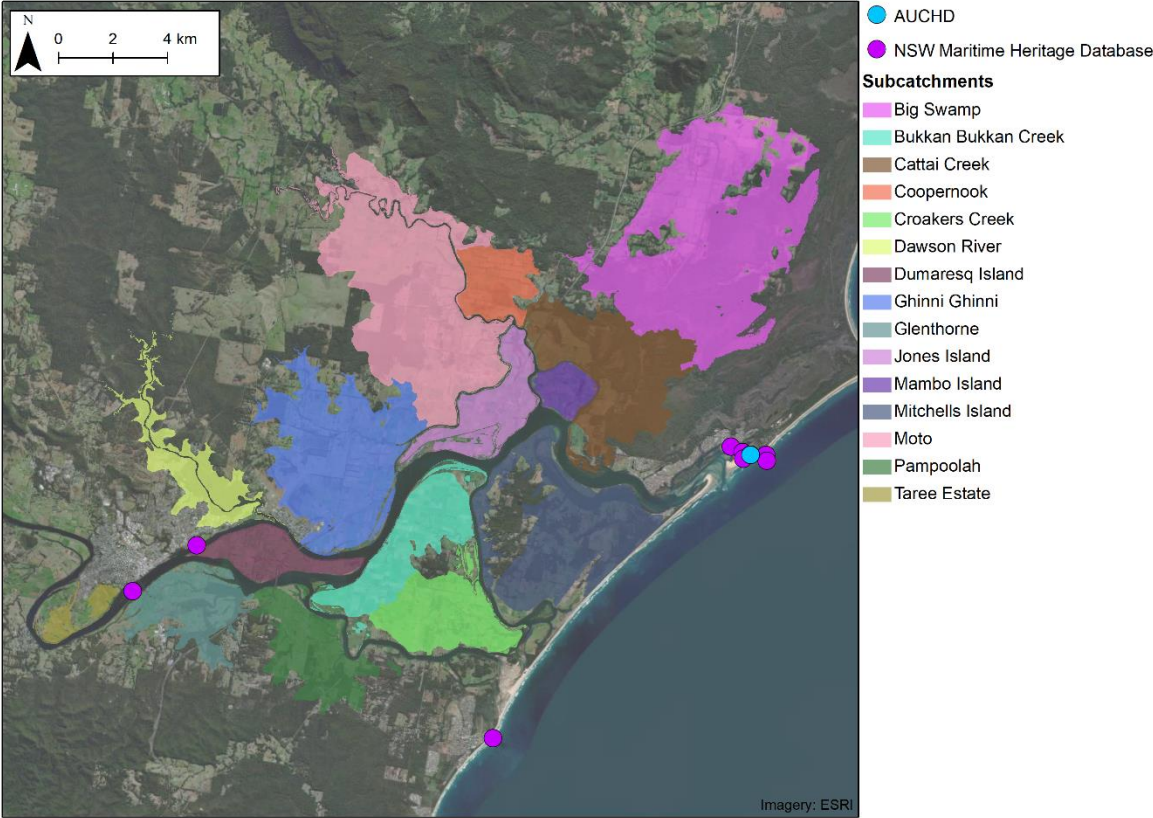 N
0 2 4 km
AUCHD
NSW Maritime Heritage Database
Subcatchments
Big Swamp
Bukkan Bukkan Creek
Cattai Creek
Coopernook
Croakers Creek
Dawson River
Dumaresq Island
Ghinni Ghinni
Glenthorne
Jones Island
Mambo Island
Mitchells Island
Moto
Pampoolah
Taree Estate
Imagery: ESRI